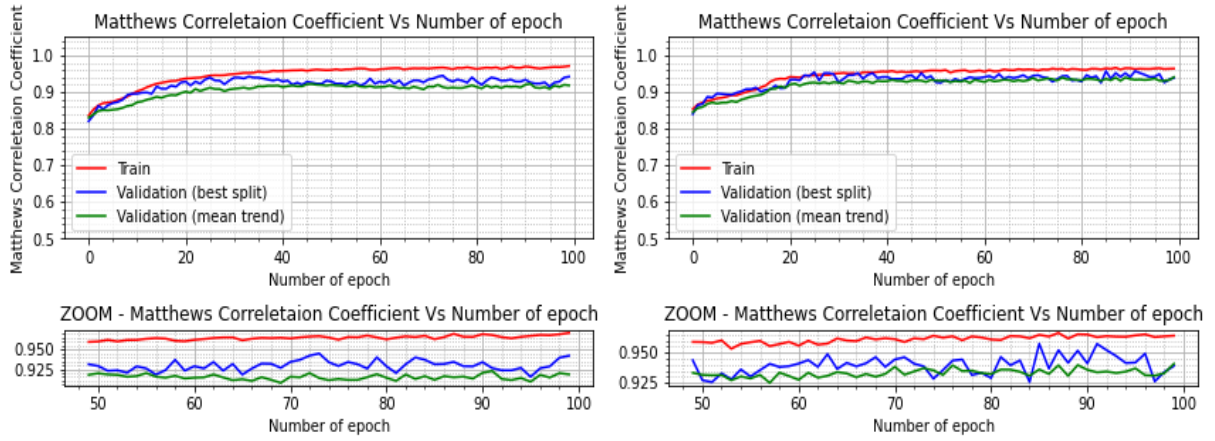 Matthews Correletaion Coefficient Vs Number of epoch
Matthews Correletaion Coefficient
1.0
0.9
0.8
0.7
0.6
0.5
Train
Validation (best split)
Validation (mean trend)
0 20 40 60 80 100
Number of epoch
Matthews Correletaion Coefficient Vs Number of epoch
Matthews Correletaion Coefficient
1.0
0.9
0.8
0.7
0.6
0.5
Train
Validation (best split)
Validation (mean trend)
0 20 40 60 80 100
Number of epoch
ZOOM - Matthews Correletaion Coefficient Vs Number of epoch
0.950
0.925
50 60 70 80 90 100
Number of epoch
ZOOM - Matthews Correletaion Coefficient Vs Number of epoch
0.950
0.925
50 60 70 80 90 100
Number of epoch